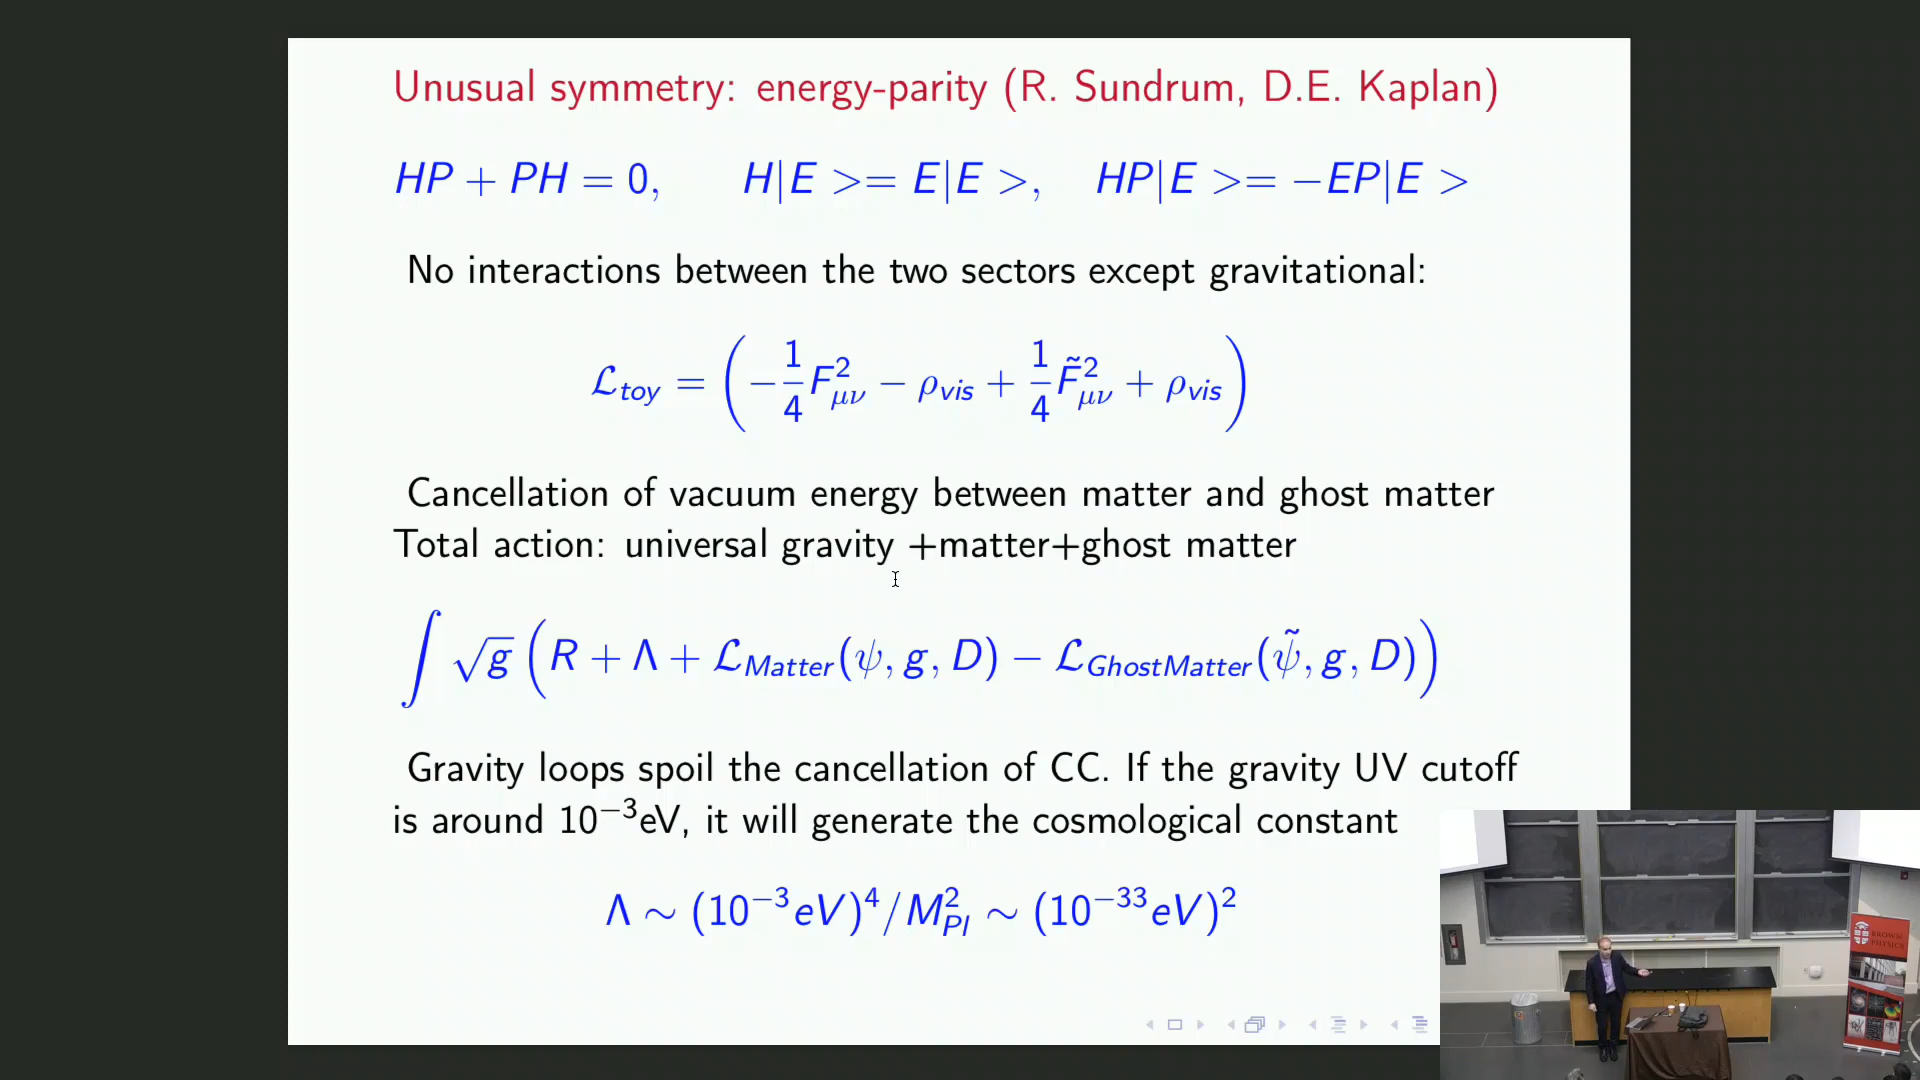 Unusual symmetry: energy-parity (R. Sundrum, D.E. Kaplan)
HP + PH = 0, H|E >= E|E >, HP|E >= −EP|E >
No interactions between the two sectors except gravitational:
ℒ_toy = (−1/4 F²_μν − ρ_vis + 1/4 F̃²_μν + ρ_vis)
Cancellation of vacuum energy between matter and ghost matter
Total action: universal gravity +matter+ghost matter
∫ √g (R + Λ + ℒ_Matter(ψ, g, D) − ℒ_GhostMatter(ψ̃, g, D))
Gravity loops spoil the cancellation of CC. If the gravity UV cutoff
is around 10⁻³eV, it will generate the cosmological constant
Λ ∼ (10⁻³eV)⁴/M²_Pl ∼ (10⁻³³eV)²
BROWN
PHYSICS